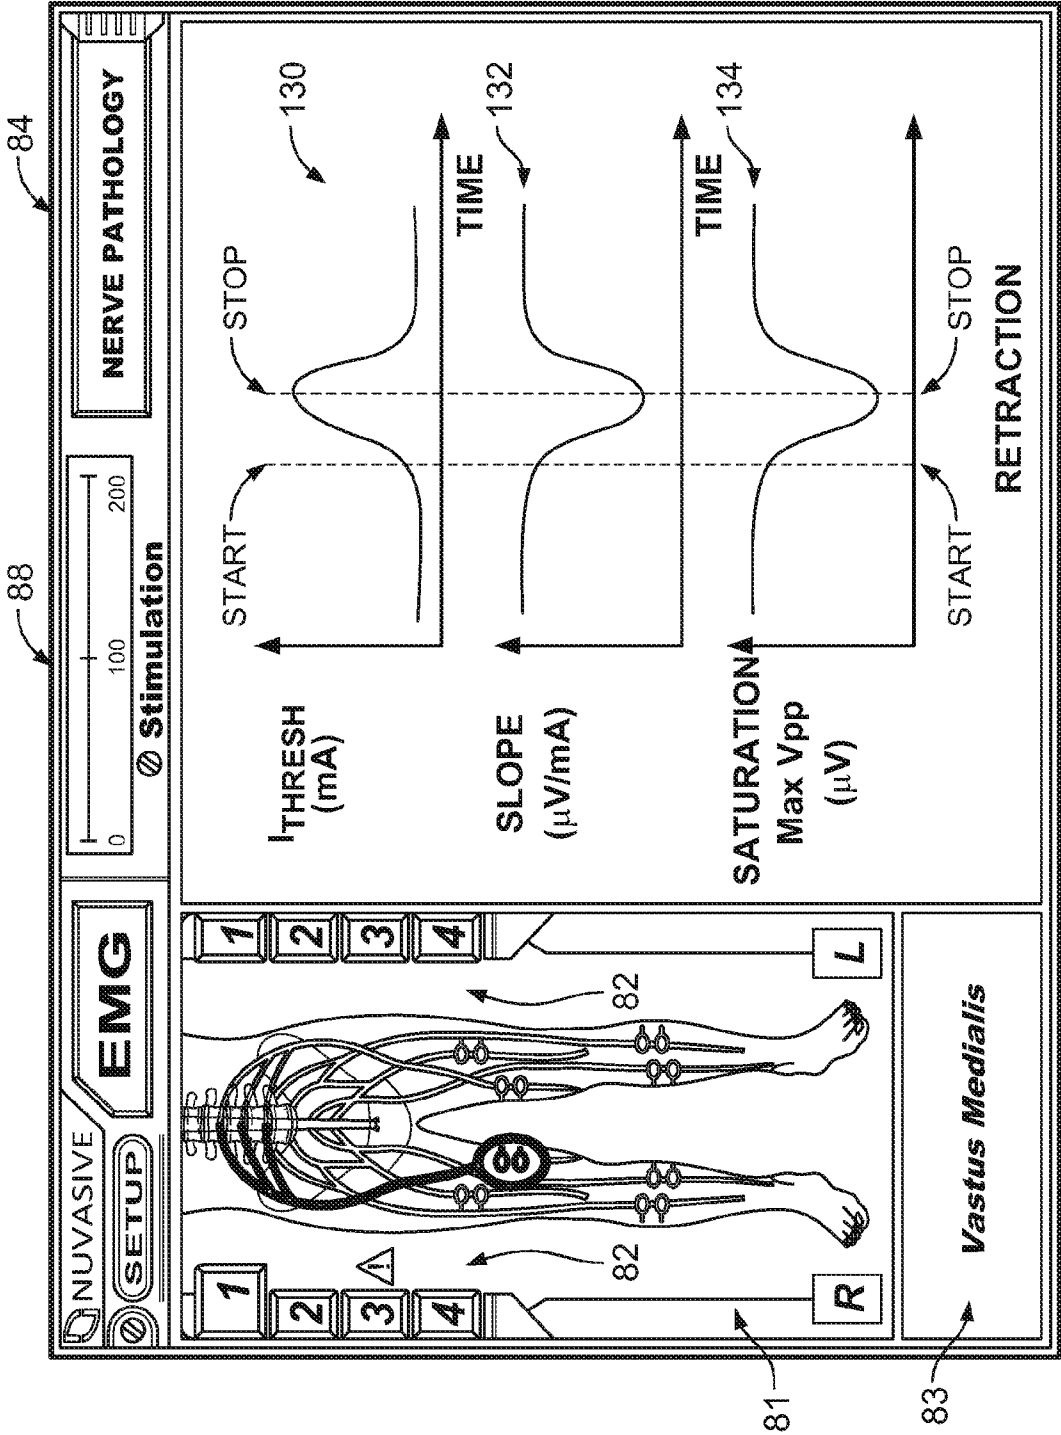 88
84
NUVASIVE
SETUP
EMG
0
100
200
Stimulation
NERVE PATHOLOGY
1
2
3
4
1
2
3
4
82
82
R
L
81
Vastus Medialis
83
START
STOP
130
ITHRESH
(mA)
TIME
132
SLOPE
(μV/mA)
TIME
134
SATURATION
Max Vpp
(μV)
START
STOP
RETRACTION